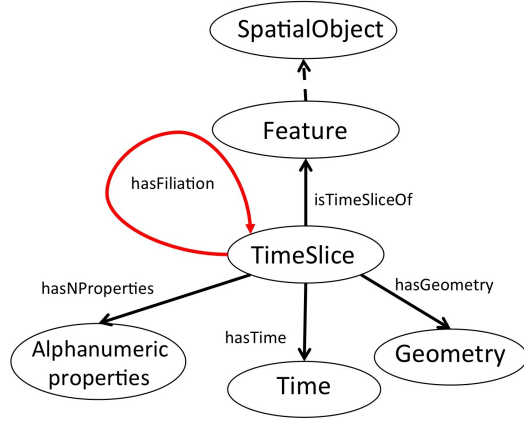 SpatialObject
Feature
hasFiliation
isTimeSliceOf
TimeSlice
hasNProperties
hasGeometry
hasTime
Alphanumeric
properties
Geometry
Time